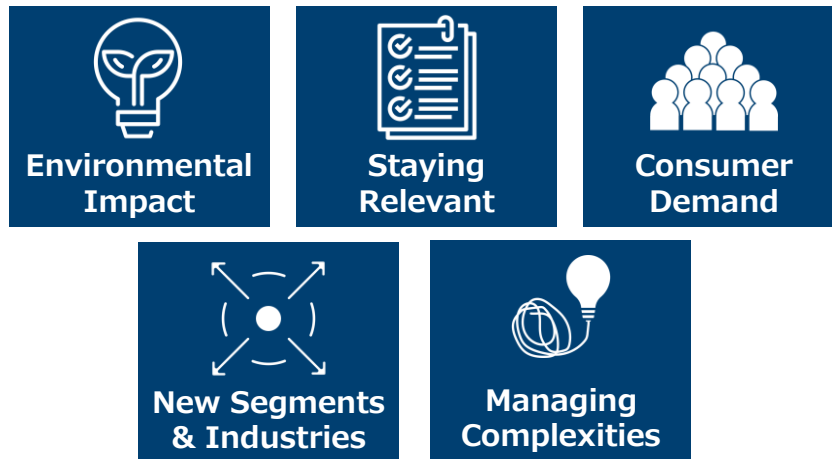 Environmental
Impact
Staying
Relevant
Consumer
Demand
New Segments
& Industries
Managing
Complexities